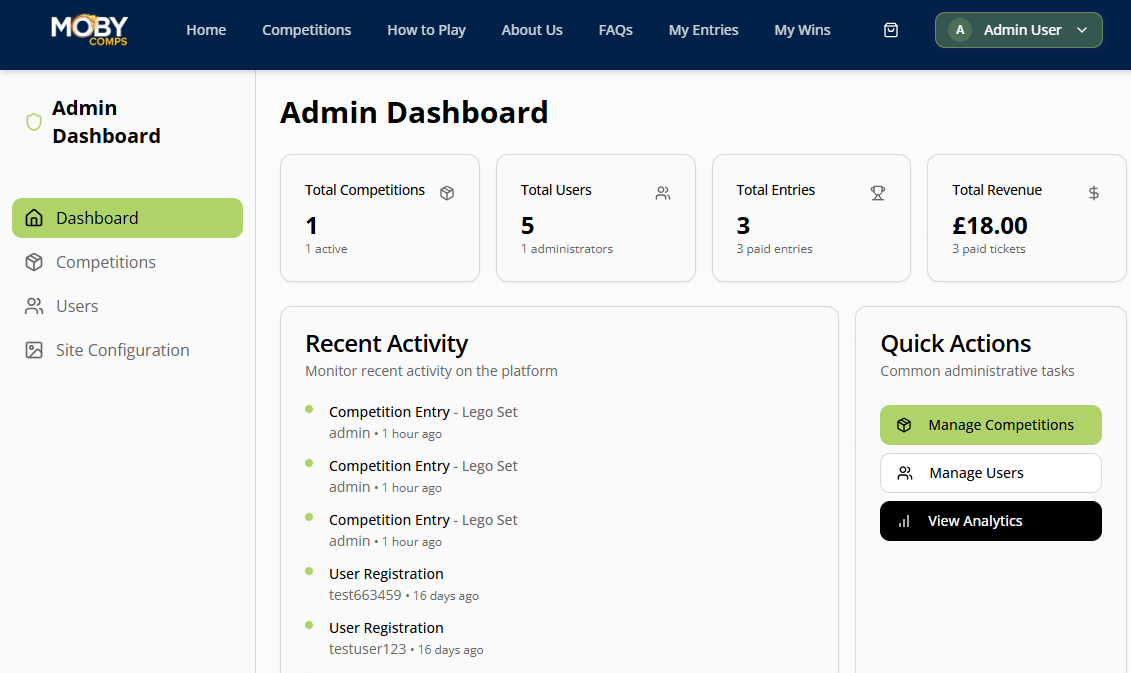 MOBY
COMPS
Home
Competitions
How to Play
About Us
FAQs
My Entries
My Wins
A
Admin User
Admin
Dashboard
Dashboard
Competitions
Users
Site Configuration
Admin Dashboard
Total Competitions
1
1 active
Total Users
5
1 administrators
Total Entries
3
3 paid entries
Total Revenue
£18.00
3 paid tickets
Recent Activity
Monitor recent activity on the platform
Competition Entry - Lego Set
admin • 1 hour ago
Competition Entry - Lego Set
admin • 1 hour ago
Competition Entry - Lego Set
admin • 1 hour ago
User Registration
test663459 • 16 days ago
User Registration
testuser123 • 16 days ago
Quick Actions
Common administrative tasks
Manage Competitions
Manage Users
View Analytics